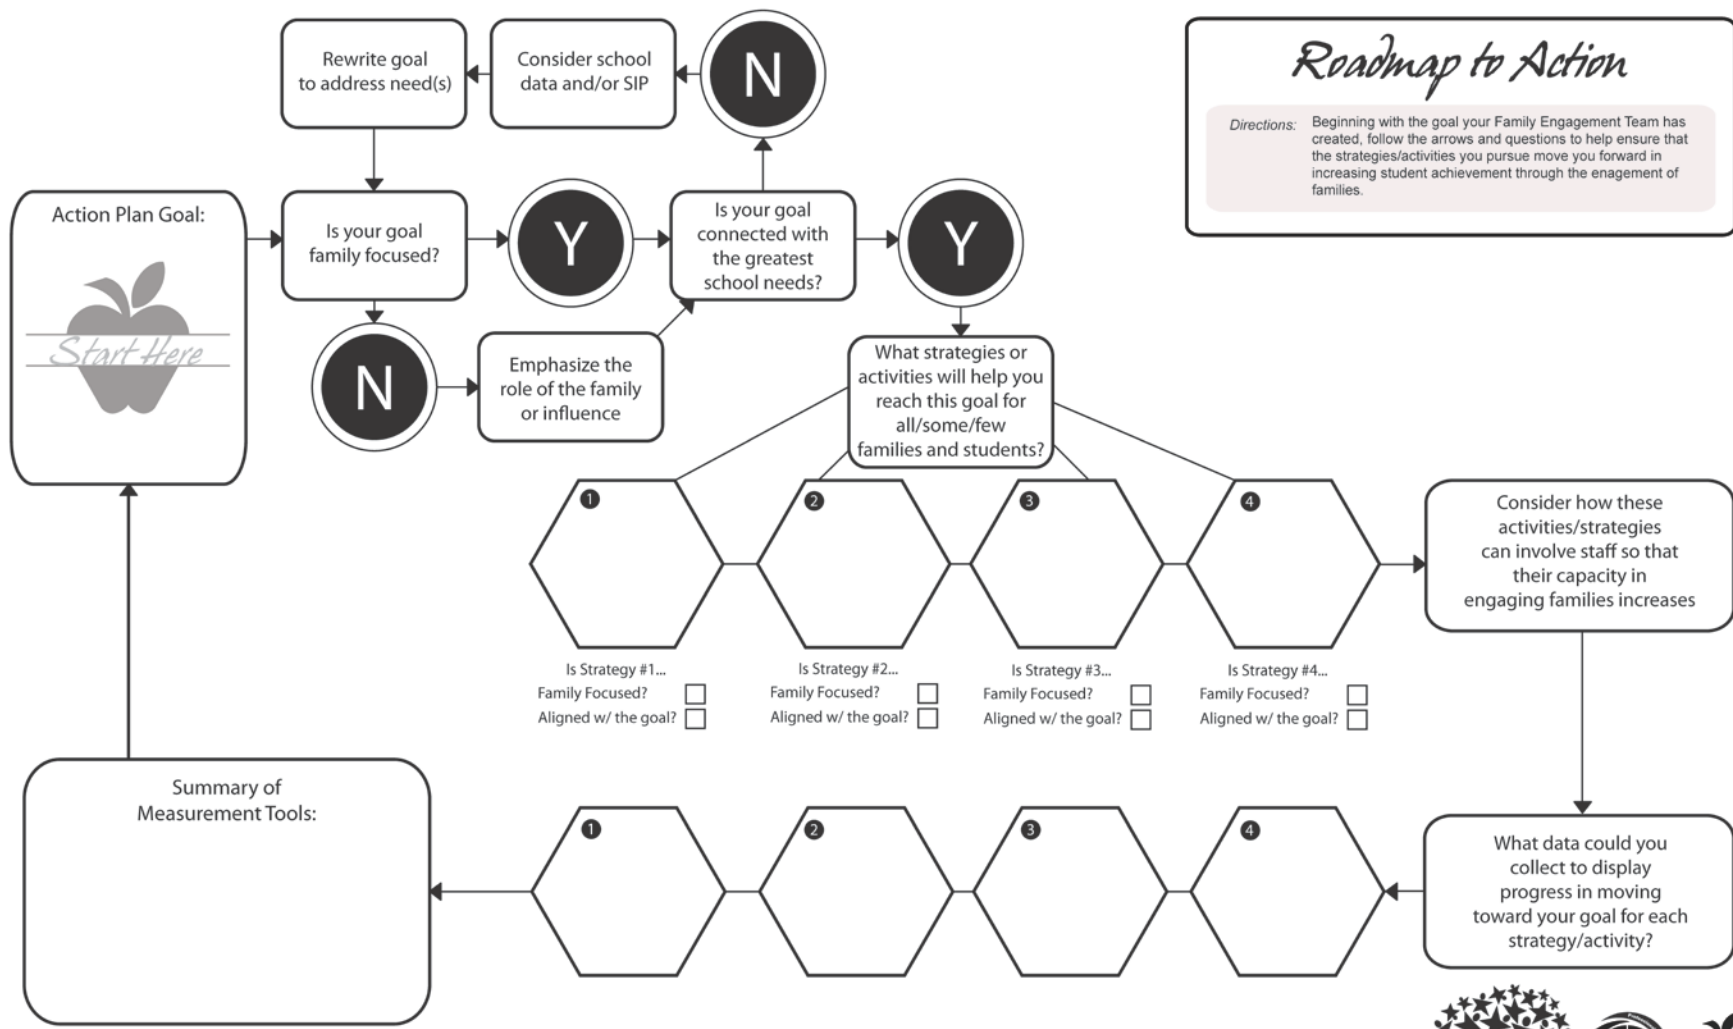 Roadmap to Action
Directions:
Beginning with the goal your Family Engagement Team has
created, follow the arrows and questions to help ensure that
the strategies/activities you pursue move you forward in
increasing student achievement through the enagement of
families.
Action Plan Goal:
Start Here
Is your goal
family focused?
Y
N
Emphasize the
role of the family
or influence
Is your goal
connected with
the greatest
school needs?
N
Consider school
data and/or SIP
Rewrite goal
to address need(s)
Y
What strategies or
activities will help you
reach this goal for
all/some/few
families and students?
1
2
3
4
Is Strategy #1...
Family Focused?
Aligned w/ the goal?
Is Strategy #2...
Family Focused?
Aligned w/ the goal?
Is Strategy #3...
Family Focused?
Aligned w/ the goal?
Is Strategy #4...
Family Focused?
Aligned w/ the goal?
Consider how these
activities/strategies
can involve staff so that
their capacity in
engaging families increases
What data could you
collect to display
progress in moving
toward your goal for each
strategy/activity?
1
2
3
4
Summary of
Measurement Tools: